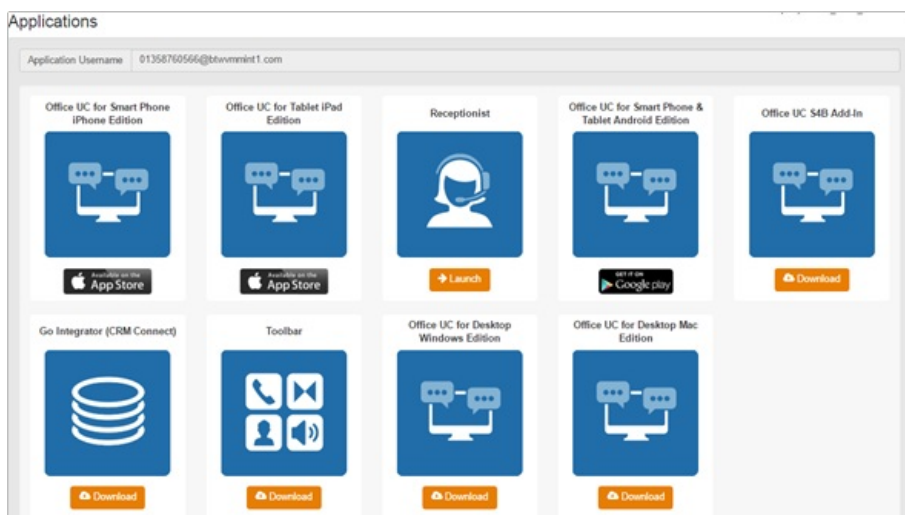 Applications
Application Username 01358760566@btwvmmint1.com
Office UC for Smart Phone
iPhone Edition
Available on the
App Store
Office UC for Tablet iPad
Edition
Available on the
App Store
Receptionist
Launch
Office UC for Smart Phone &
Tablet Android Edition
GET IT ON
Google play
Office UC S4B Add-In
Download
Go Integrator (CRM Connect)
Download
Toolbar
Download
Office UC for Desktop
Windows Edition
Download
Office UC for Desktop Mac
Edition
Download